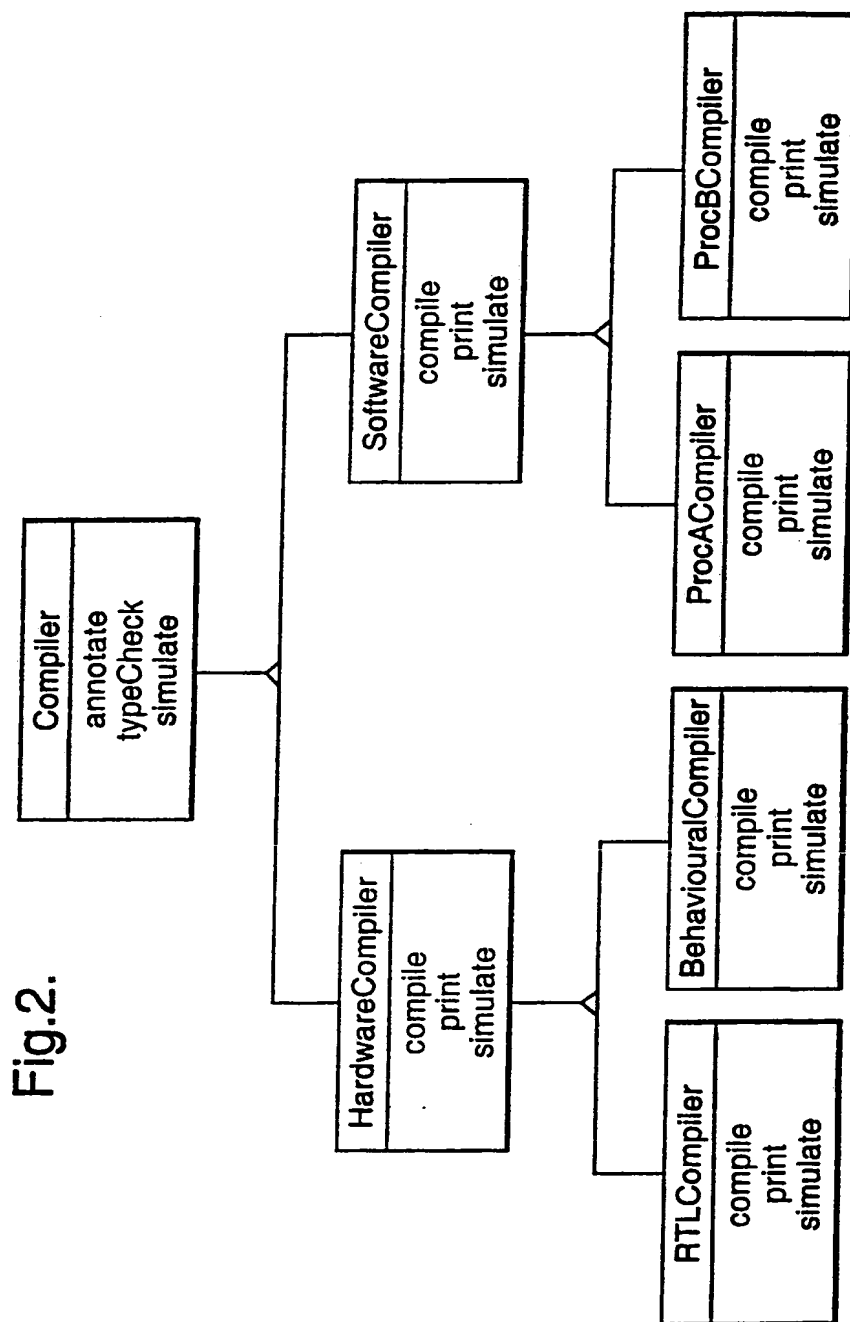 Fig.2.
Compiler
annotate
typeCheck
simulate
HardwareCompiler
compile
print
simulate
SoftwareCompiler
compile
print
simulate
RTLCompiler
compile
print
simulate
BehaviouralCompiler
compile
print
simulate
ProcACompiler
compile
print
simulate
ProcBCompiler
compile
print
simulate